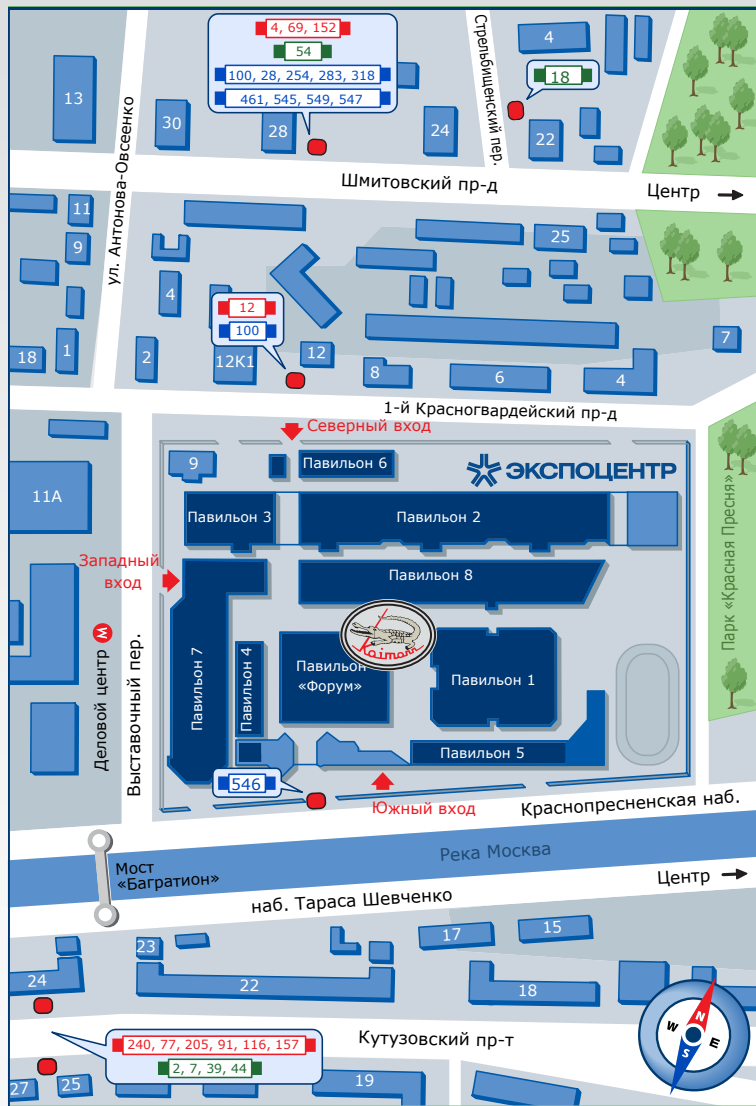 4, 69, 152
54
100, 28, 254, 283, 318
461, 545, 549, 547
Стрельбищенский пер.
4
18
13
30
28
24
22
ул. Антонова-Овсеенко
Шмитовский пр-д
Центр
11
9
25
4
12
100
18
1
2
12К1
12
8
6
4
7
1-й Красногвардейский пр-д
Северный вход
9
Павильон 6
ЭКСПОЦЕНТР
11А
Павильон 3
Павильон 2
Западный
вход
Павильон 8
Парк «Красная Пресня»
Деловой центр
М
Выставочный пер.
Павильон 7
Павильон 4
Kaimann
Павильон
«Форум»
Павильон 1
Павильон 5
546
Южный вход
Краснопресненская наб.
Река Москва
Мост
«Багратион»
Центр
наб. Тараса Шевченко
23
17
15
24
22
18
Кутузовский пр-т
240, 77, 205, 91, 116, 157
2, 7, 39, 44
27
25
19
N
W
E
S